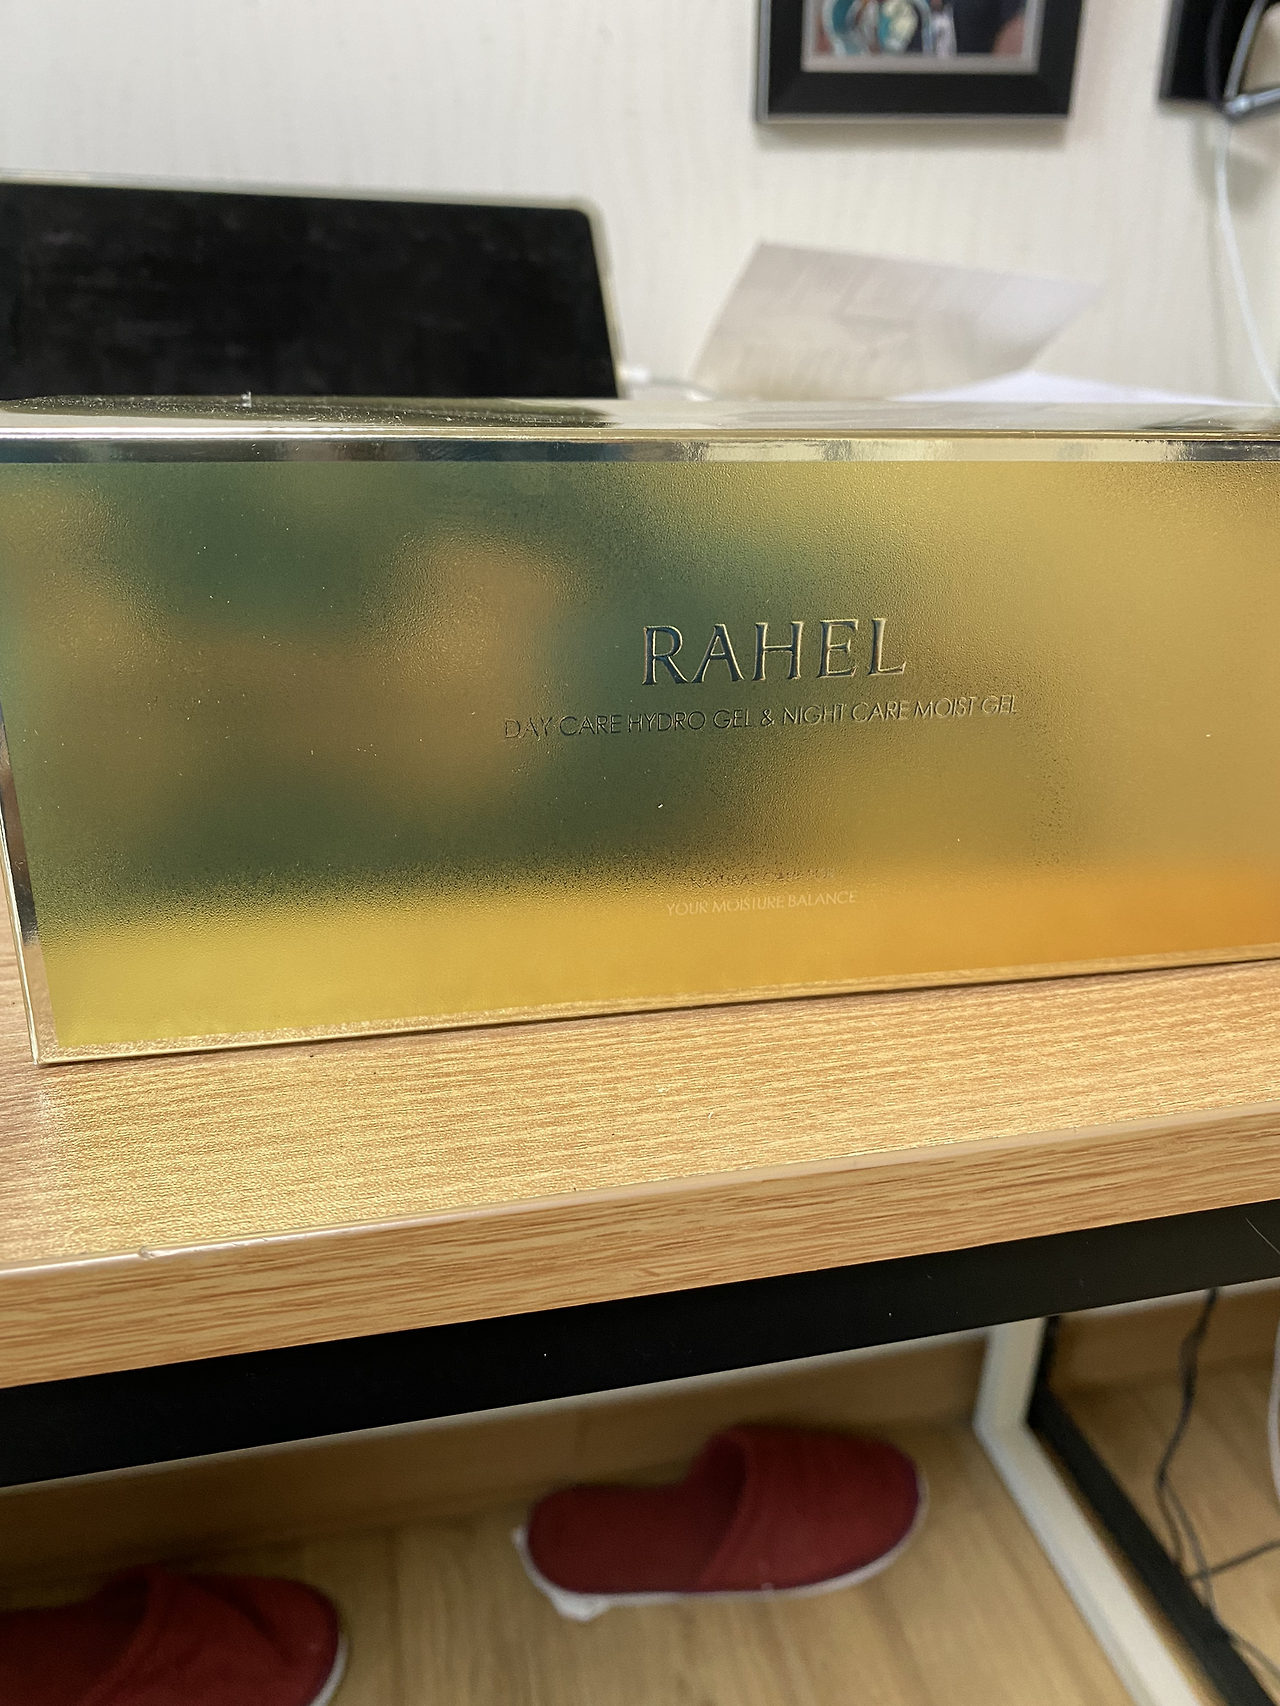 RAHEL
DAY CARE HYDRO GEL & NIGHT CARE MOIST GEL
YOUR MOISTURE BALANCE